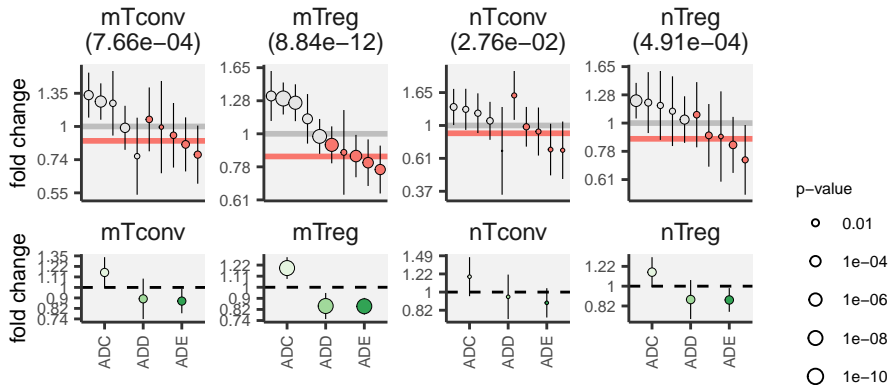 mTconv
(7.66e−04)
mTreg
(8.84e−12)
nTconv
(2.76e−02)
nTreg
(4.91e−04)
fold change
1.35
1
0.74
0.55
1.65
1.28
1
0.78
0.61
1.65
1
0.61
0.37
1.65
1.28
1
0.78
0.61
mTconv
mTreg
nTconv
nTreg
fold change
1.35
1.22
1.11
1
0.9
0.82
0.74
1.22
1.11
1
0.9
0.82
1.49
1.22
1
0.82
1.22
1
0.82
ADC
ADD
ADE
ADC
ADD
ADE
ADC
ADD
ADE
ADC
ADD
ADE
p−value
0.01
1e−04
1e−06
1e−08
1e−10